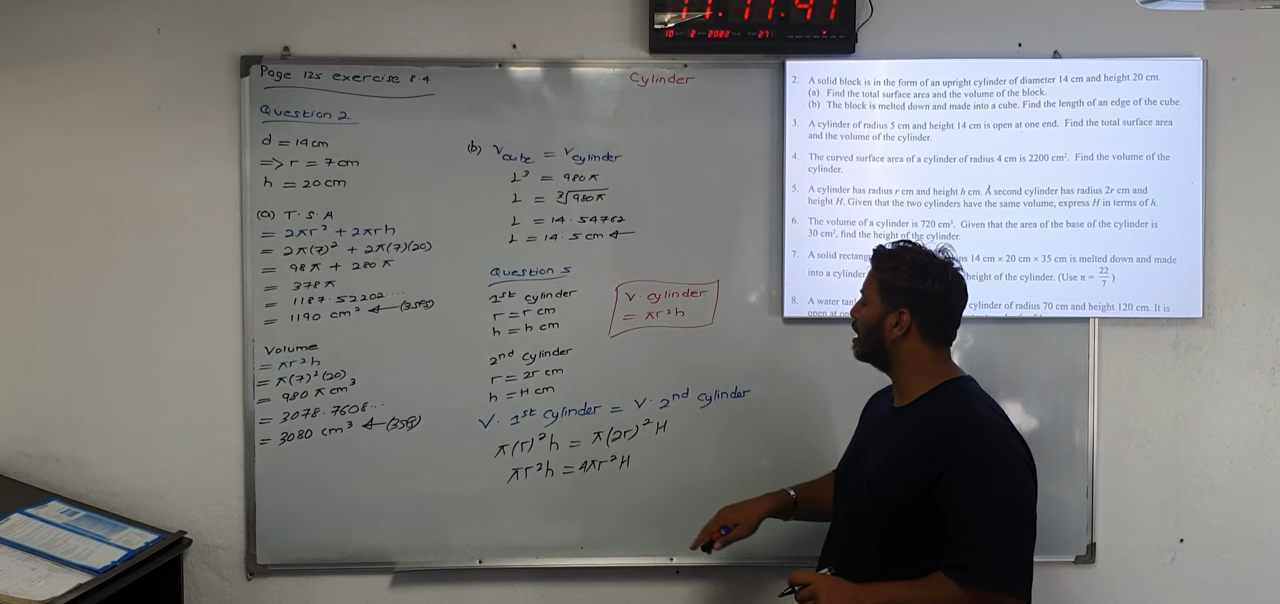 11:11:41
10 2 2022 27°C
Page 125 exercise 8.4
Cylinder
Question 2
d = 14 cm
=> r = 7 cm
h = 20 cm
(a) T.S.A
= 2πr² + 2πrh
= 2π(7)² + 2π(7)(20)
= 98π + 280π
= 378π
= 1187.52202...
= 1190 cm² ← (3SF)
Volume
= πr²h
= π(7)²(20)
= 980π cm³
= 3078.7608...
= 3080 cm³ ← (3SF)
(b) V cube = V cylinder
L³ = 980π
L = ∛980π
L = 14.54762
L = 14.5 cm ←
Question 5
1st cylinder
r = r cm
h = h cm
2nd cylinder
r = 2r cm
h = H cm
V. 1st cylinder = V. 2nd cylinder
π(r)²h = π(2r)²H
πr²h = 4πr²H
V. cylinder
= πr²h
2. A solid block is in the form of an upright cylinder of diameter 14 cm and height 20 cm.
(a) Find the total surface area and the volume of the block.
(b) The block is melted down and made into a cube. Find the length of an edge of the cube.
3. A cylinder of radius 5 cm and height 14 cm is open at one end. Find the total surface area
and the volume of the cylinder.
4. The curved surface area of a cylinder of radius 4 cm is 2200 cm². Find the volume of the
cylinder.
5. A cylinder has radius r cm and height h cm. A second cylinder has radius 2r cm and
height H. Given that the two cylinders have the same volume, express H in terms of h.
6. The volume of a cylinder is 720 cm³. Given that the area of the base of the cylinder is
30 cm², find the height of the cylinder.
7. A solid 14 cm × 20 cm × 35 cm is melted down and made
into a cylinder height of the cylinder. (Use π = 22/7)
8. A water cylinder of radius 70 cm and height 120 cm. It is
open at